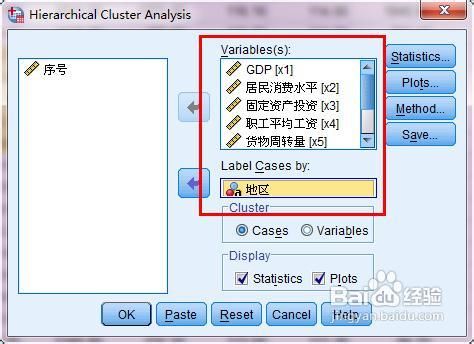 Hierarchical Cluster Analysis
序号
Variables(s):
GDP [x1]
居民消费水平 [x2]
固定资产投资 [x3]
职工平均工资 [x4]
货物周转量 [x5]
Label Cases by:
地区
Cluster
Cases Variables
Display
Statistics Plots
Statistics...
Plots...
Method...
Save...
OK Paste Reset Cancel Help
Baidu经验
jingyan.baidu.com